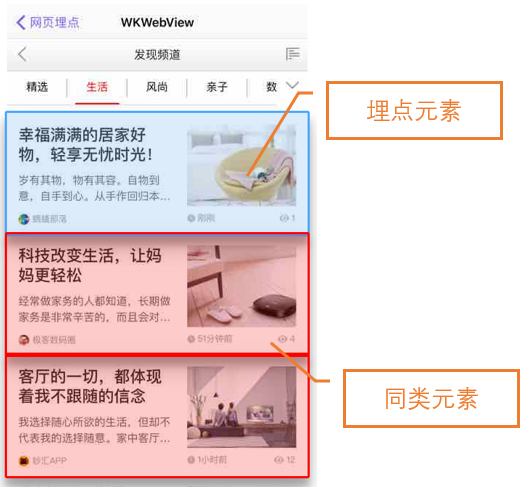 网页埋点
WKWebView
发现频道
精选
生活
风尚
亲子
数
幸福满满的居家好
物，轻享无忧时光！
岁有其物，物有其容。自物到
意，自手到心。从手作回归本...
蜗蜗部落
刚刚
1
科技改变生活，让妈
妈更轻松
经常做家务的人都知道，长期做
家务是非常辛苦的，而且会对...
极客数码圈
51分钟前
4
客厅的一切，都体现
着我不跟随的信念
我选择随心所欲的生活，但却不
代表我的选择随意。家中客厅...
妙汇APP
1小时前
12
埋点元素
同类元素